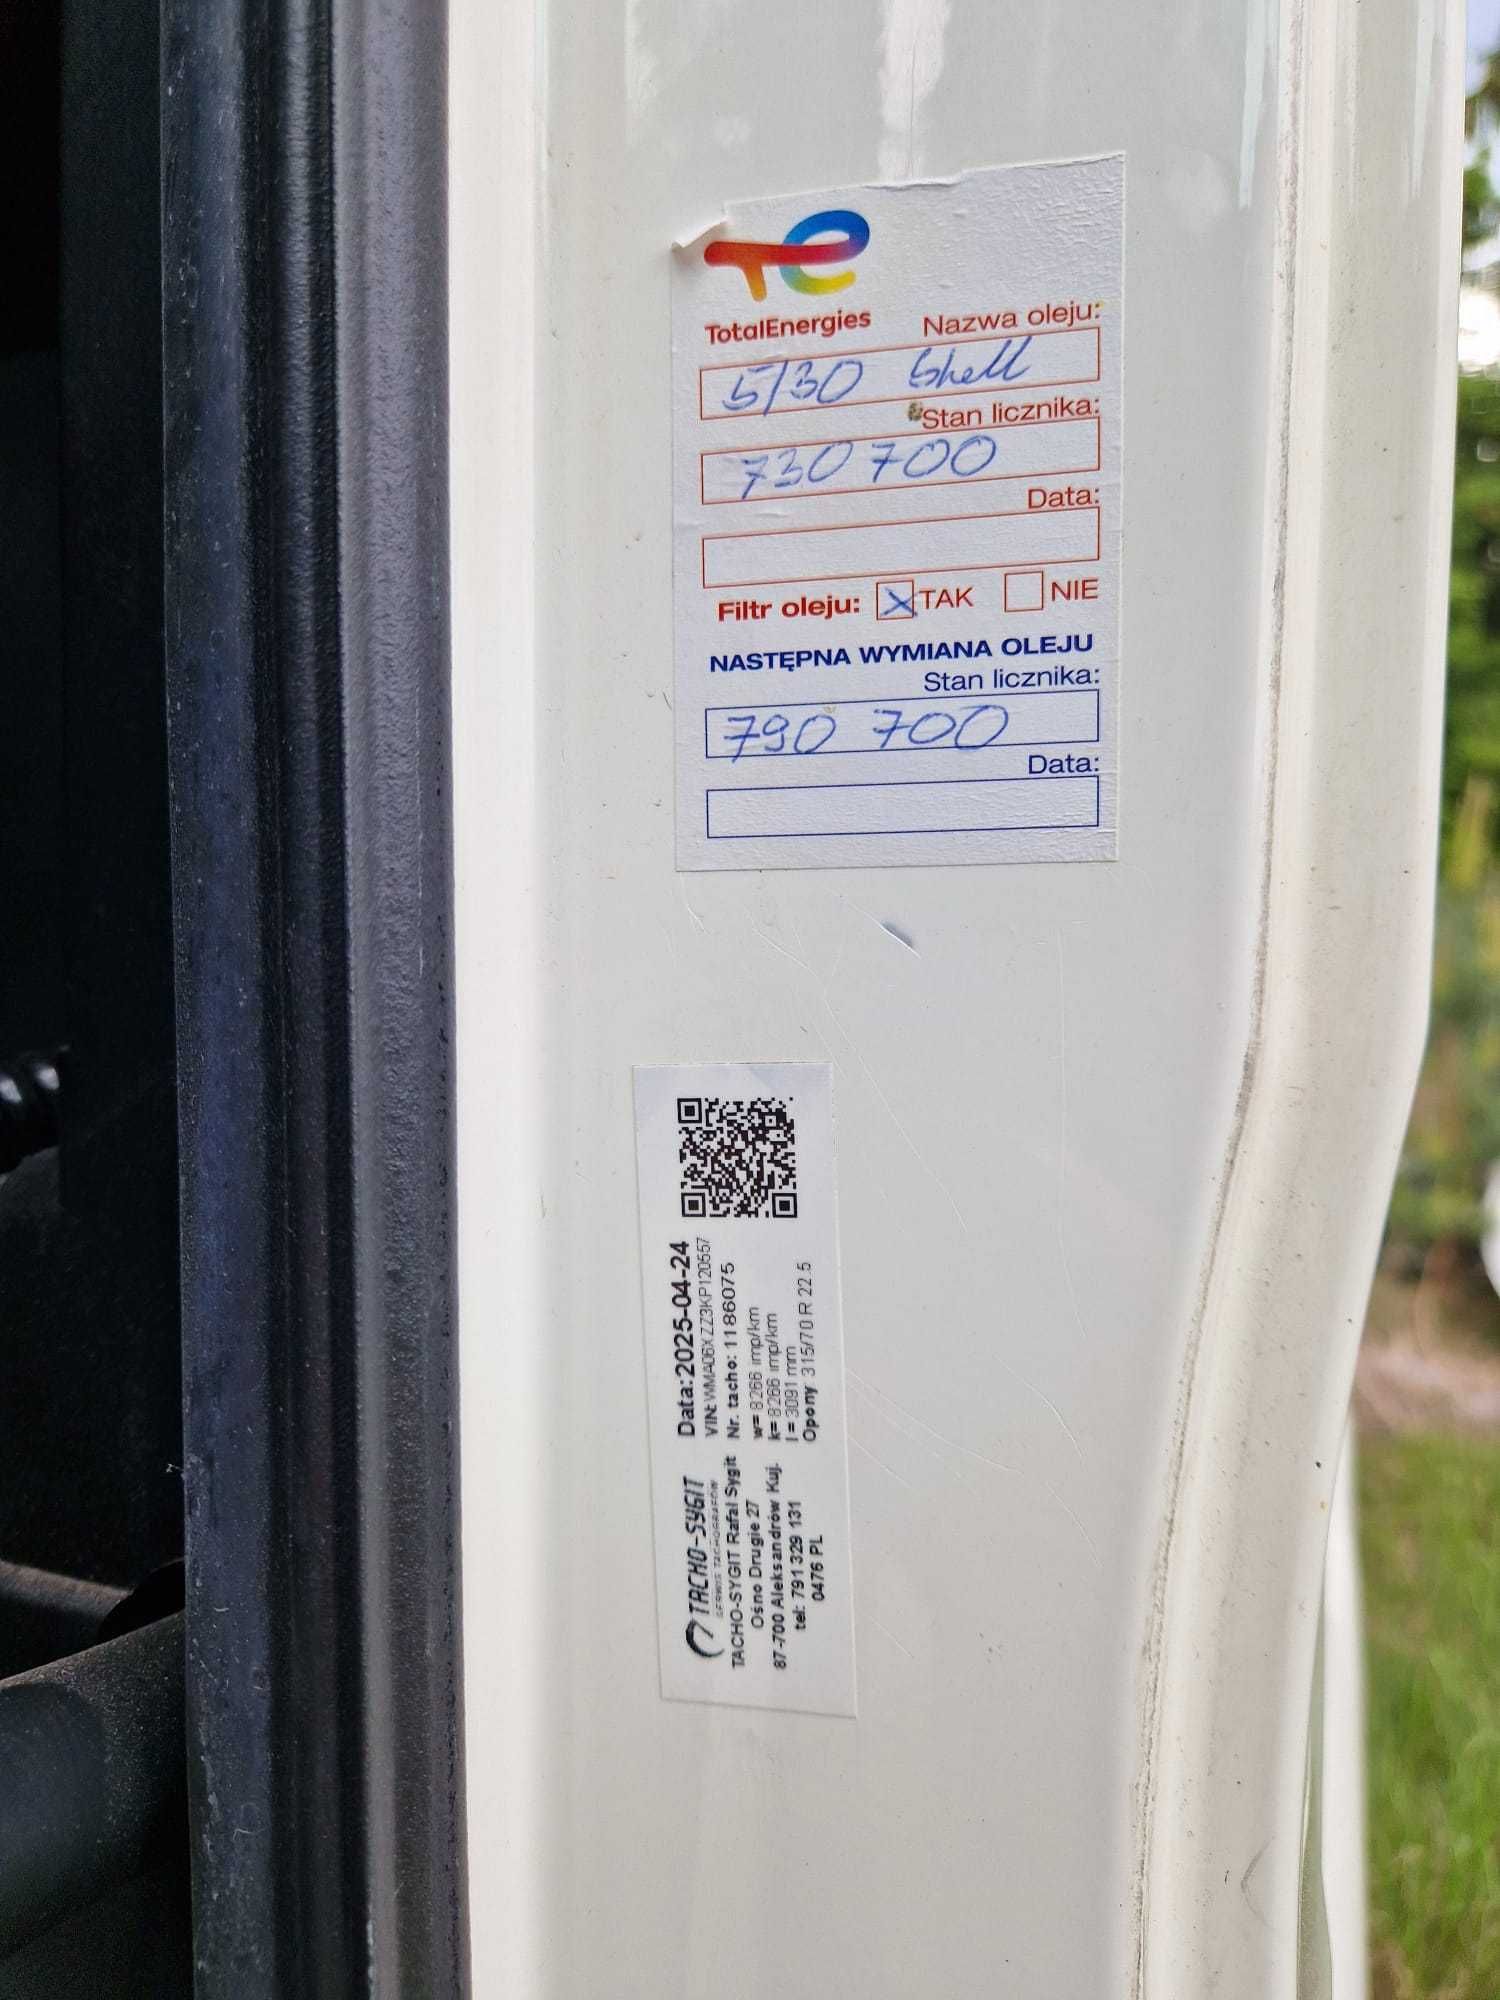 TotalEnergies
Nazwa oleju:
5/30 Shell
Stan licznika:
730 700
Data:
Filtr oleju: X TAK NIE
NASTĘPNA WYMIANA OLEJU
Stan licznika:
790 700
Data:
TACHO-SYGIT
SERWIS TACHOGRAFÓW
TACHO-SYGIT Rafał Sygit
Ośno Drugie 27
87-700 Aleksandrów Kuj.
tel: 791 329 131
0476 PL
Data: 2025-04-24
VIN: WMA06XZZ3KP120557
Nr. tacho: 1186075
w= 8266 imp/km
k= 8266 imp/km
l = 3091 mm
Opony 315/70 R 22.5